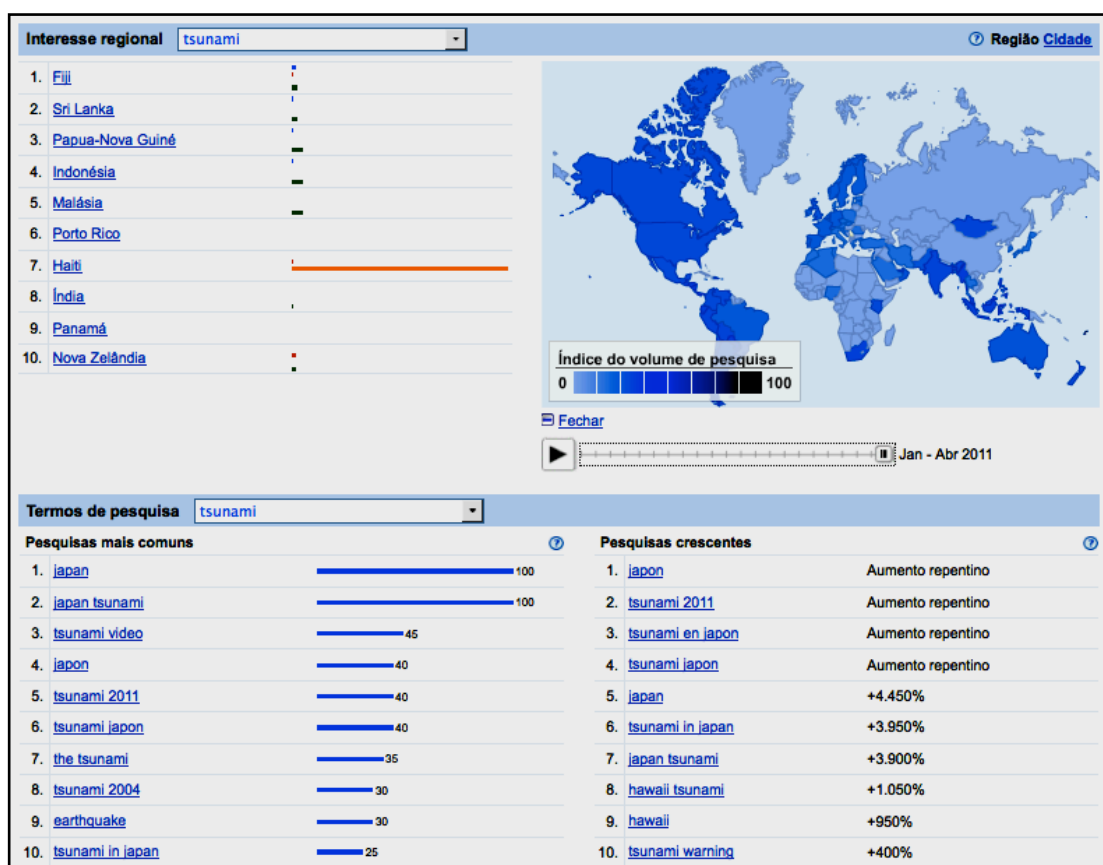 Interesse regional tsunami
Região Cidade
1. Fiji
2. Sri Lanka
3. Papua-Nova Guiné
4. Indonésia
5. Malásia
6. Porto Rico
7. Haiti
8. Índia
9. Panamá
10. Nova Zelândia
Índice do volume de pesquisa
0 100
Fechar
Jan - Abr 2011
Termos de pesquisa tsunami
Pesquisas mais comuns
1. japan 100
2. japan tsunami 100
3. tsunami video 45
4. japon 40
5. tsunami 2011 40
6. tsunami japon 40
7. the tsunami 35
8. tsunami 2004 30
9. earthquake 30
10. tsunami in japan 25
Pesquisas crescentes
1. japon Aumento repentino
2. tsunami 2011 Aumento repentino
3. tsunami en japon Aumento repentino
4. tsunami japon Aumento repentino
5. japan +4.450%
6. tsunami in japan +3.950%
7. japan tsunami +3.900%
8. hawaii tsunami +1.050%
9. hawaii +950%
10. tsunami warning +400%